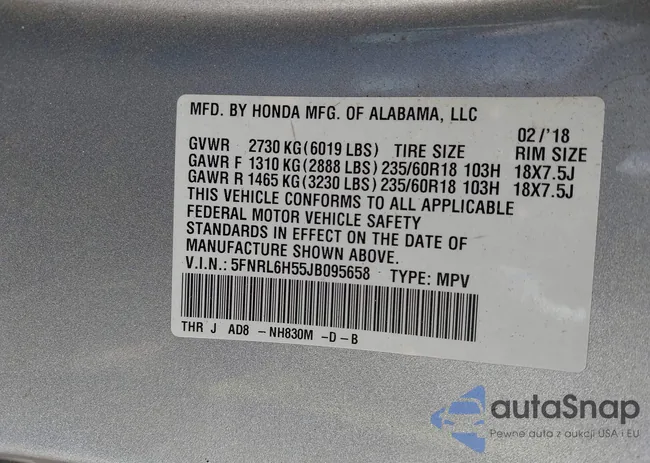 MFD. BY HONDA MFG. OF ALABAMA, LLC
02/'18
GVWR 2730 KG(6019 LBS) TIRE SIZE RIM SIZE
GAWR F 1310 KG(2888 LBS)235/60R18 103H 18X7.5J
GAWR R 1465 KG(3230 LBS)235/60R18 103H 18X7.5J
THIS VEHICLE CONFORMS TO ALL APPLICABLE
FEDERAL MOTOR VEHICLE SAFETY
STANDARDS IN EFFECT ON THE DATE OF
MANUFACTURE SHOWN ABOVE.
V.I.N.: 5FNRL6H55JB095658 TYPE: MPV
THR J AD8 -NH830M -D-B
autaSnap
Pewne auta z aukcji USA i EU